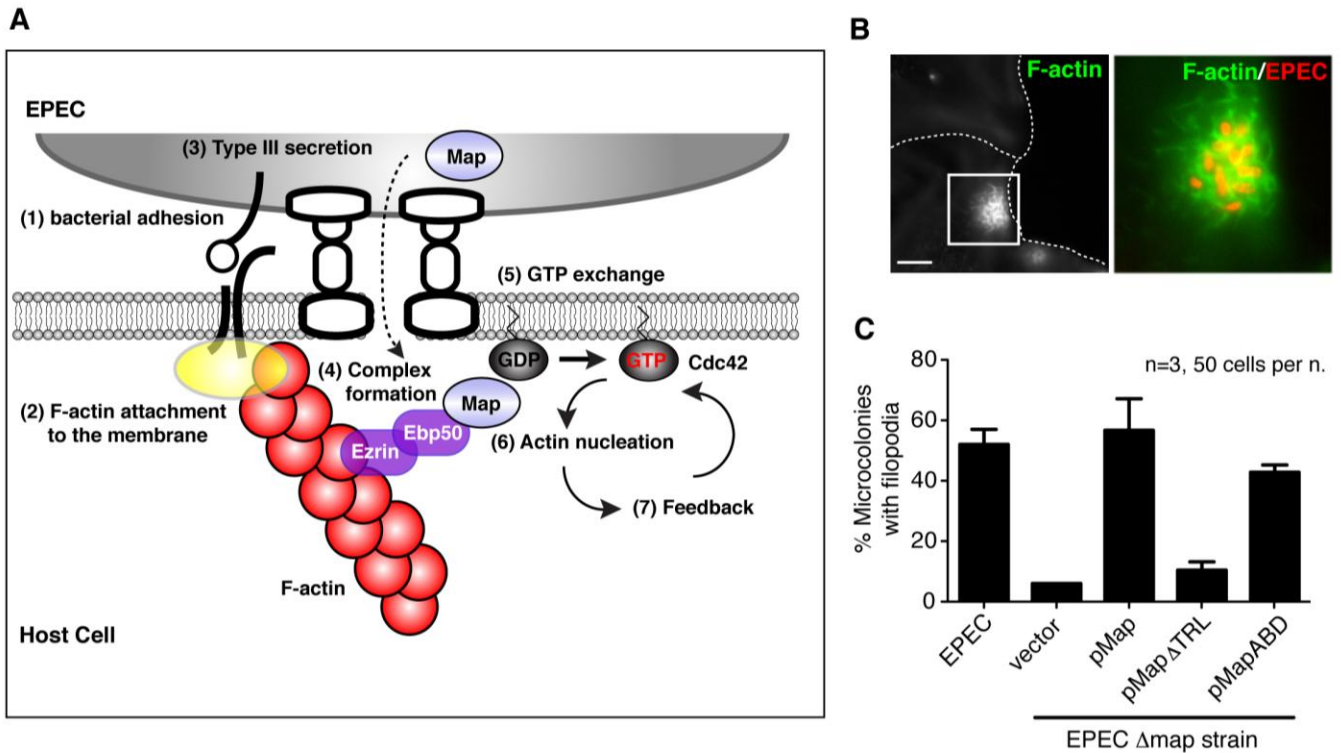 A
EPEC
(3) Type III secretion
Map
(1) bacterial adhesion
(5) GTP exchange
GDP
GTP
Cdc42
(4) Complex
formation
Map
(2) F-actin attachment
to the membrane
Ezrin
Ebp50
(6) Actin nucleation
(7) Feedback
F-actin
Host Cell
B
F-actin
F-actin/EPEC
C
n=3, 50 cells per n.
% Microcolonies
with filopodia
80
60
40
20
0
EPEC
vector
pMap
pMapΔTRL
pMapABD
EPEC Δmap strain